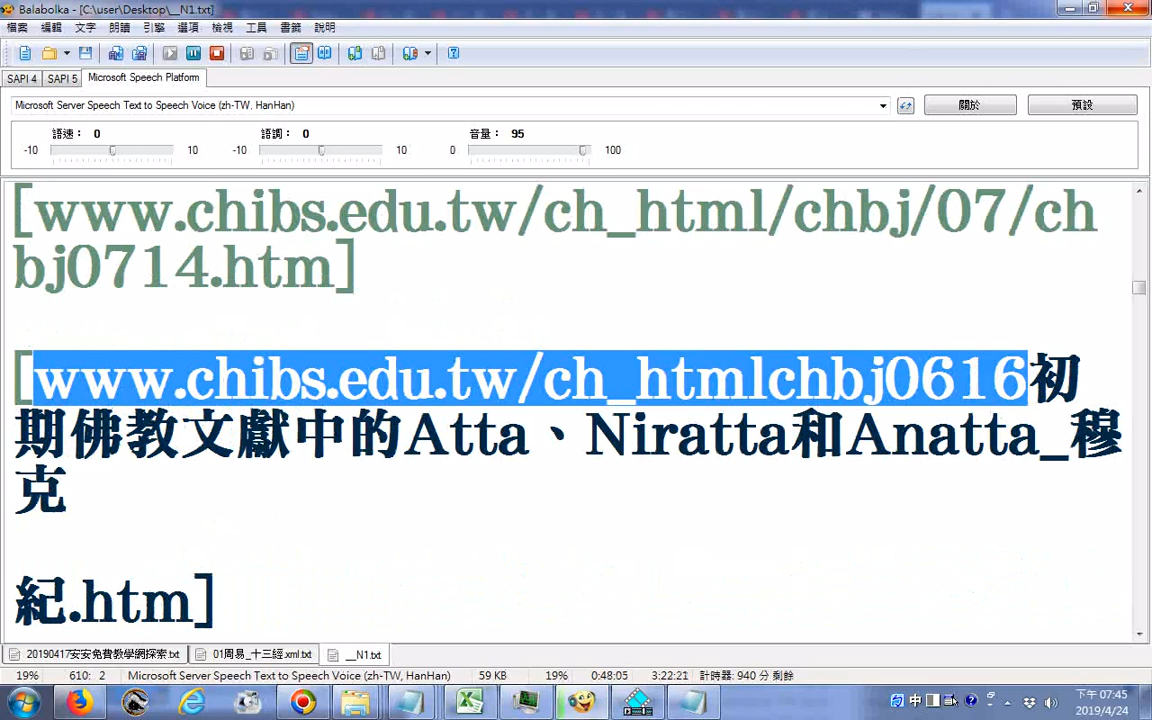 Balabolka - [C:\user\Desktop\__N1.txt]
檔案 編輯 文字 朗讀 引擎 選項 檢視 工具 書籤 說明
SAPI 4 SAPI 5 Microsoft Speech Platform
Microsoft Server Speech Text to Speech Voice (zh-TW, HanHan) 關於 預設
語速： 0 語調： 0 音量： 95
-10 10 -10 10 0 100
[www.chibs.edu.tw/ch_html/chbj/07/ch
bj0714.htm]
[www.chibs.edu.tw/ch_htmlchbj0616初
期佛教文獻中的Atta、Niratta和Anatta_穆
克
紀.htm]
20190417安安免費教學網探索.txt 01周易_十三經.xml.txt __N1.txt
19% 610: 2 Microsoft Server Speech Text to Speech Voice (zh-TW, HanHan) 59 KB 19% 0:48:05 3:22:21 計時器: 940 分 剩餘
中 下午 07:45
2019/4/24